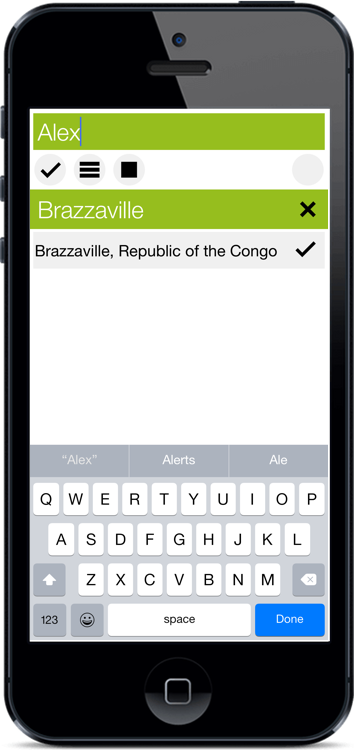 Alex
Brazzaville
Brazzaville, Republic of the Congo
“Alex” Alerts Ale
Q W E R T Y U I O P
A S D F G H J K L
Z X C V B N M
123 space Done